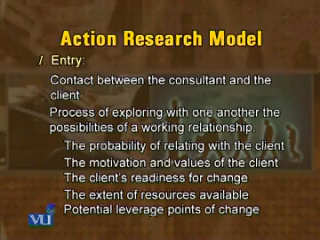 Action Research Model
1. Entry:
Contact between the consultant and the
client
Process of exploring with one another the
possibilities of a working relationship.
The probability of relating with the client
The motivation and values of the client
The client's readiness for change
The extent of resources available
Potential leverage points of change
VU